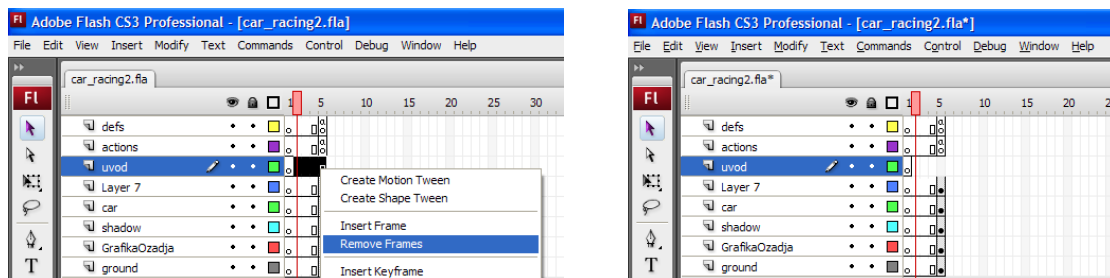 Adobe Flash CS3 Professional - [car_racing2.fla]
File Edit View Insert Modify Text Commands Control Debug Window Help
car_racing2.fla
Fl
1 5 10 15 20 25 30
defs
actions
uvod
Layer 7
car
shadow
GrafikaOzadja
ground
T
Create Motion Tween
Create Shape Tween
Insert Frame
Remove Frames
Insert Keyframe
Adobe Flash CS3 Professional - [car_racing2.fla*]
File Edit View Insert Modify Text Commands Control Debug Window Help
car_racing2.fla*
Fl
1 5 10 15 20 2
defs
actions
uvod
Layer 7
car
shadow
GrafikaOzadja
ground
T